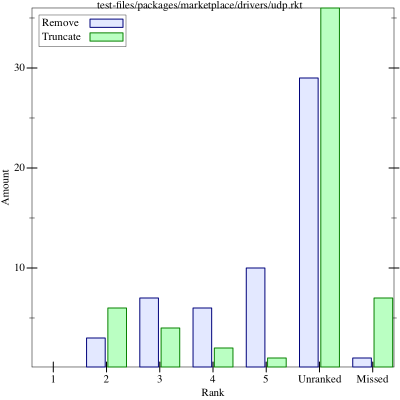 test-files/packages/marketplace/drivers/udp.rkt
Remove
Truncate
30
20
10
Amount
1 2 3 4 5 Unranked Missed
Rank